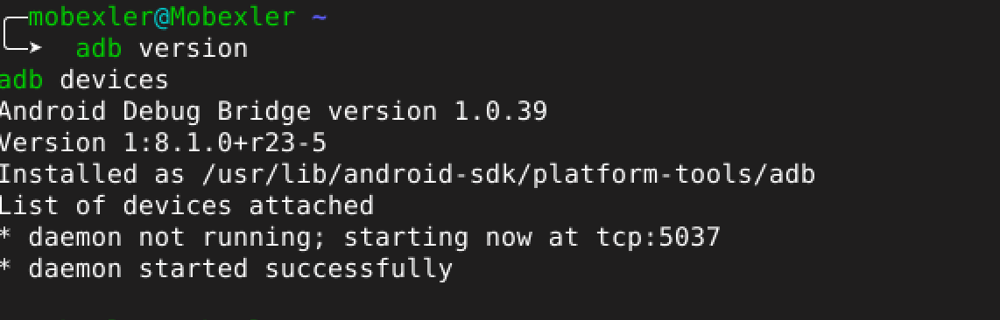 mobexler@Mobexler ~
adb version
adb devices
Android Debug Bridge version 1.0.39
Version 1:8.1.0+r23-5
Installed as /usr/lib/android-sdk/platform-tools/adb
List of devices attached
* daemon not running; starting now at tcp:5037
* daemon started successfully